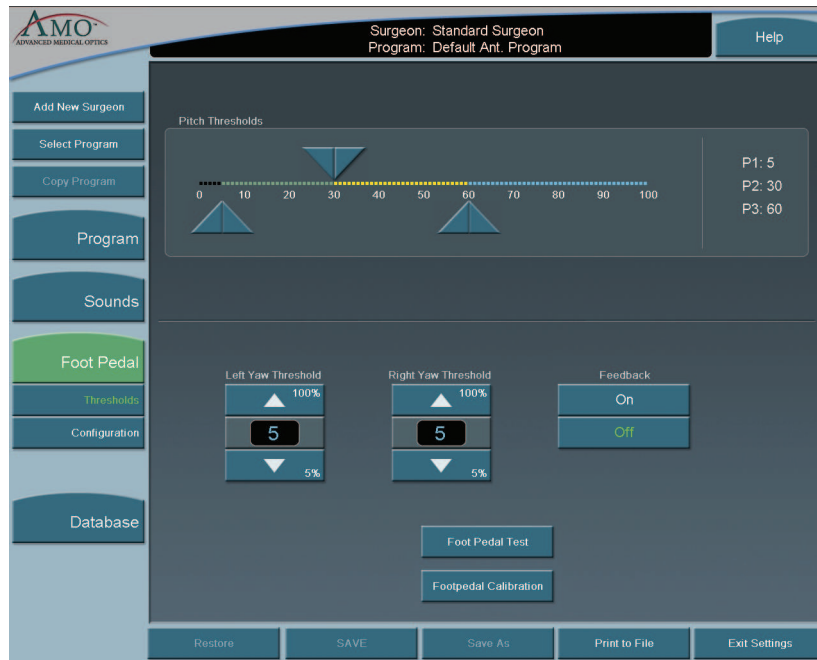 AMO
ADVANCED MEDICAL OPTICS
Surgeon: Standard Surgeon
Program: Default Ant. Program
Help
Add New Surgeon
Select Program
Copy Program
Program
Sounds
Foot Pedal
Thresholds
Configuration
Database
Pitch Thresholds
0 10 20 30 40 50 60 70 80 90 100
P1: 5
P2: 30
P3: 60
Left Yaw Threshold
100%
5
5%
Right Yaw Threshold
100%
5
5%
Feedback
On
Off
Foot Pedal Test
Footpedal Calibration
Restore
SAVE
Save As
Print to File
Exit Settings